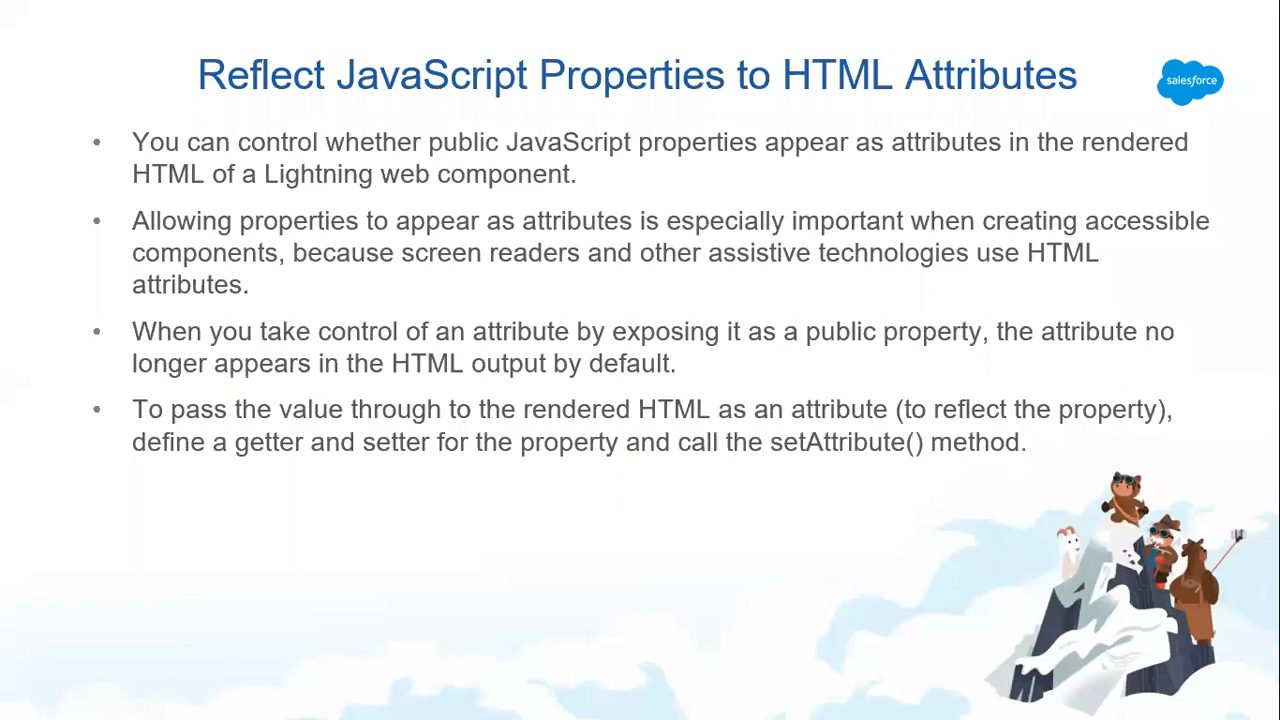 Reflect JavaScript Properties to HTML Attributes
salesforce
• You can control whether public JavaScript properties appear as attributes in the rendered
HTML of a Lightning web component.
• Allowing properties to appear as attributes is especially important when creating accessible
components, because screen readers and other assistive technologies use HTML
attributes.
• When you take control of an attribute by exposing it as a public property, the attribute no
longer appears in the HTML output by default.
• To pass the value through to the rendered HTML as an attribute (to reflect the property),
define a getter and setter for the property and call the setAttribute() method.